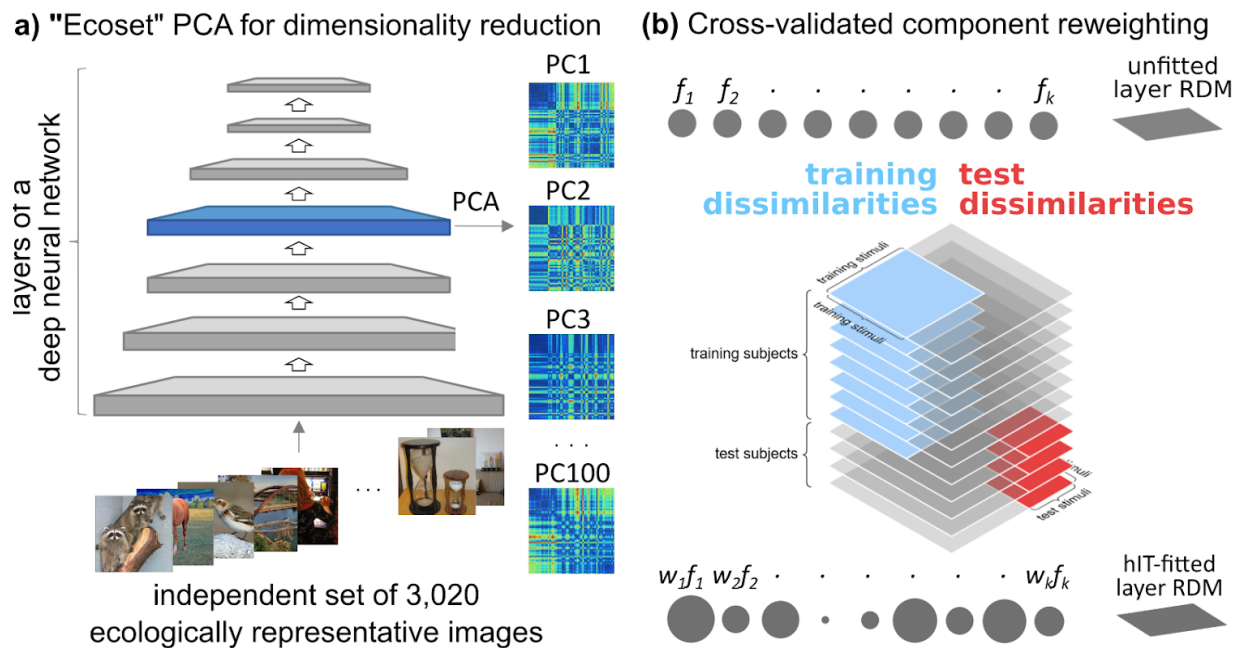 a) "Ecoset" PCA for dimensionality reduction
layers of a
deep neural network
PCA
PC1
PC2
PC3
. . .
PC100
. . .
independent set of 3,020
ecologically representative images
(b) Cross-validated component reweighting
f1 f2 . . . . . . fk
unfitted
layer RDM
training
dissimilarities
test
dissimilarities
training stimuli
training stimuli
training subjects
test subjects
stimuli
test stimuli
w1f1 w2f2 . . . . . . wkfk
hIT-fitted
layer RDM